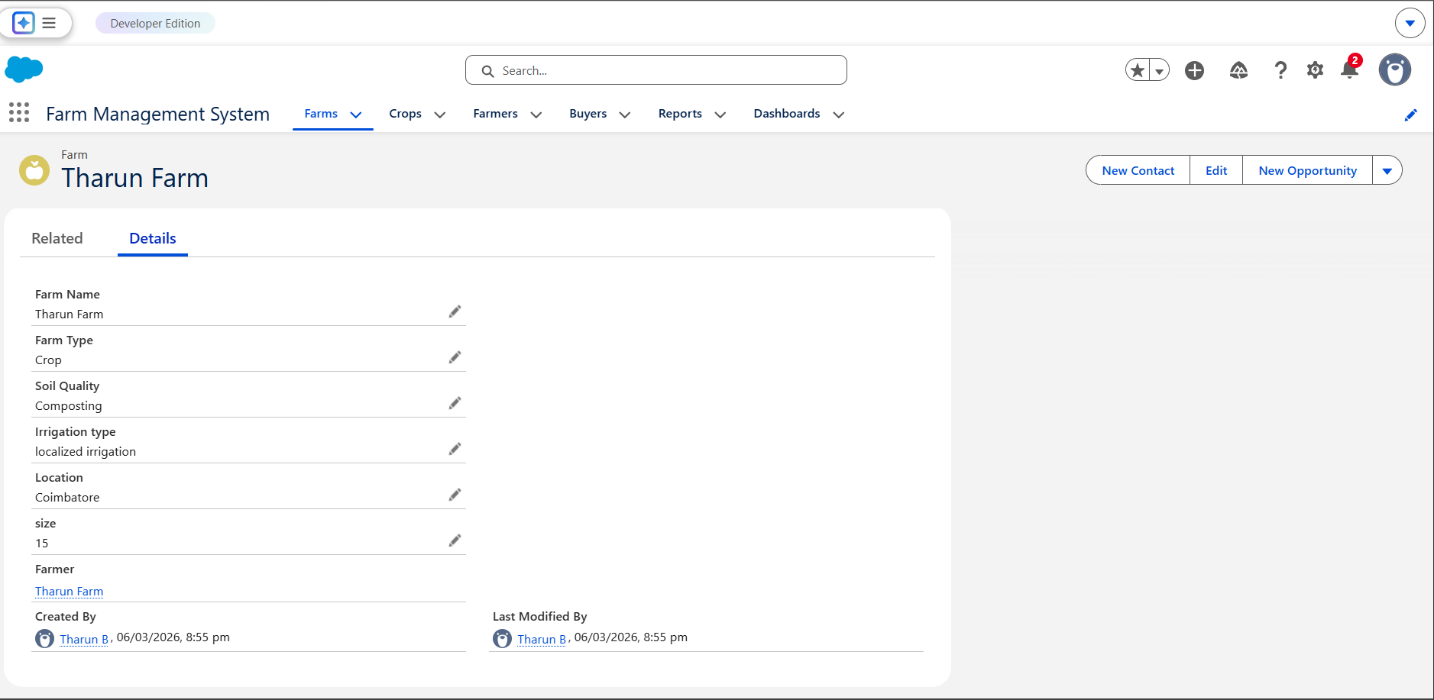 Developer Edition
Search...
2
Farm Management System Farms Crops Farmers Buyers Reports Dashboards
Farm
Tharun Farm
New Contact Edit New Opportunity
Related Details
Farm Name
Tharun Farm
Farm Type
Crop
Soil Quality
Composting
Irrigation type
localized irrigation
Location
Coimbatore
size
15
Farmer
Tharun Farm
Created By Last Modified By
Tharun B, 06/03/2026, 8:55 pm Tharun B, 06/03/2026, 8:55 pm